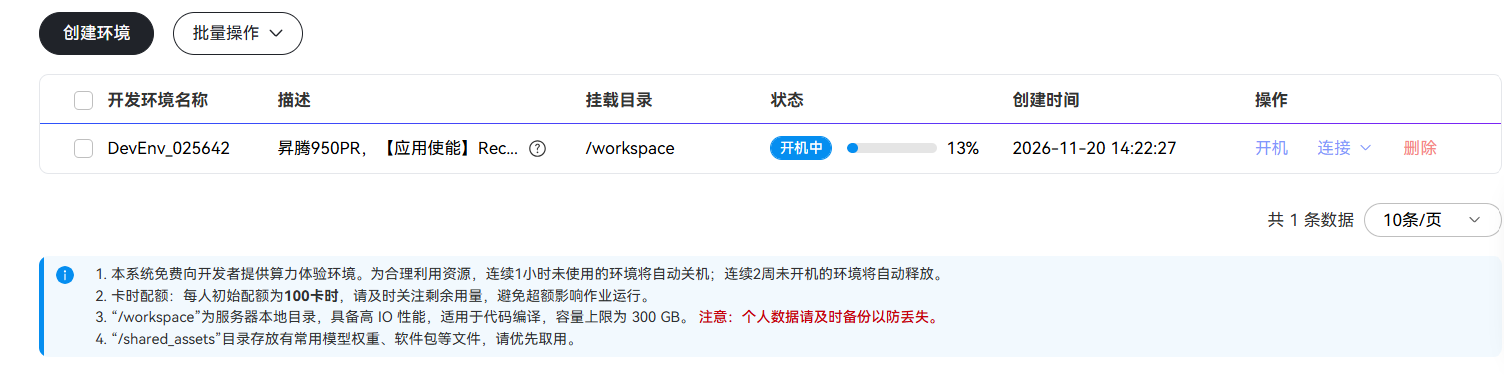 创建环境 批量操作
开发环境名称 描述 挂载目录 状态 创建时间 操作
DevEnv_025642 昇腾950PR，【应用使能】Rec... /workspace 开机中 13% 2026-11-20 14:22:27 开机 连接 删除
共 1 条数据 10条/页
1. 本系统免费向开发者提供算力体验环境。为合理利用资源，连续1小时未使用的环境将自动关机；连续2周未开机的环境将自动释放。
2. 卡时配额：每人初始配额为100卡时，请及时关注剩余用量，避免超额影响作业运行。
3. “/workspace”为服务器本地目录，具备高 IO 性能，适用于代码编译，容量上限为 300 GB。 注意：个人数据请及时备份以防丢失。
4. “/shared_assets”目录存放有常用模型权重、软件包等文件，请优先取用。